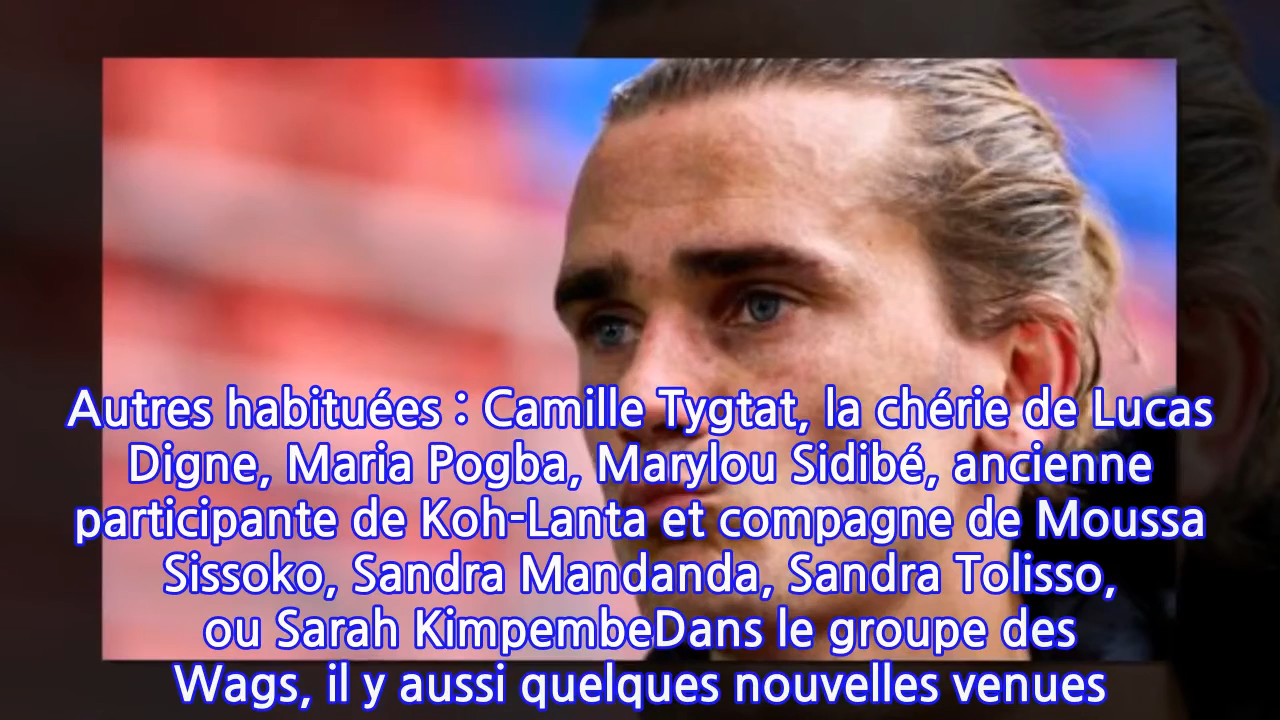 Autres habituées : Camille Tygtat, la chérie de Lucas
Digne, Maria Pogba, Marylou Sidibé, ancienne
participante de Koh-Lanta et compagne de Moussa
Sissoko, Sandra Mandanda, Sandra Tolisso,
ou Sarah KimpembeDans le groupe des
Wags, il y aussi quelques nouvelles venues